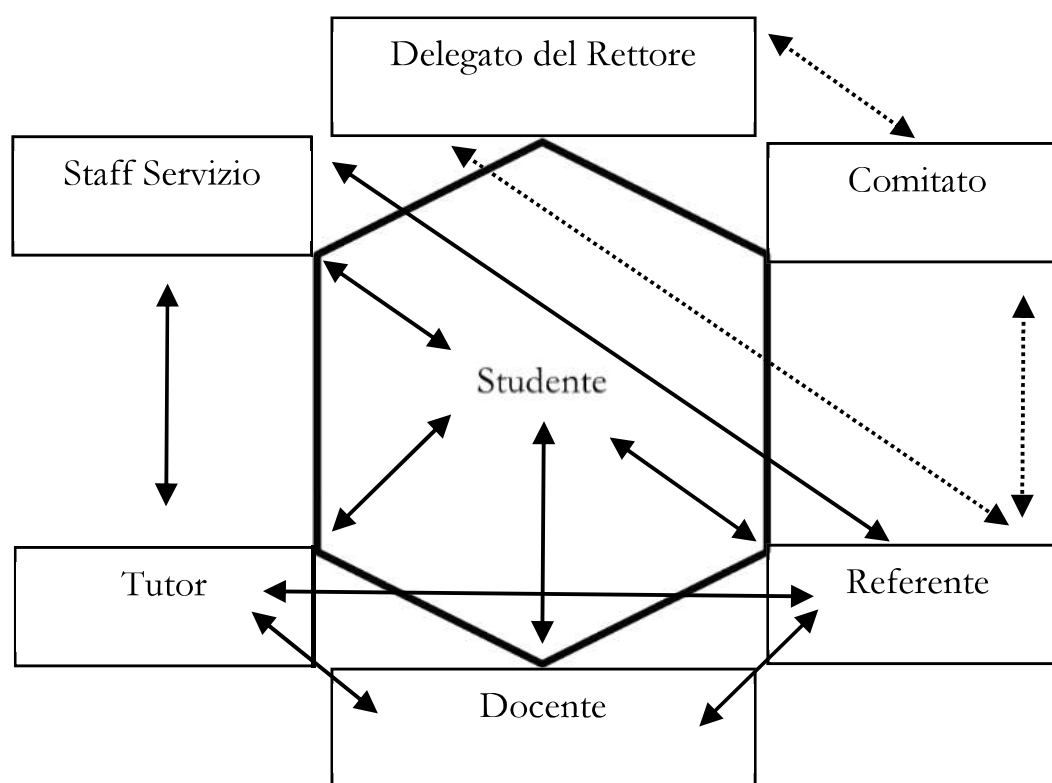 Delegato del Rettore
Staff Servizio
Comitato
Studente
Tutor
Referente
Docente